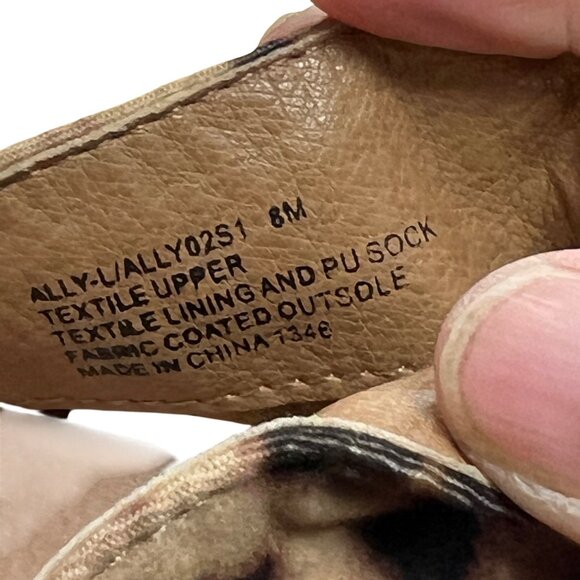 ALLY-L/ALLY02S1 8M
TEXTILE UPPER
TEXTILE LINING AND PU SOCK
FABRIC COATED OUTSOLE
MADE IN CHINA 1346